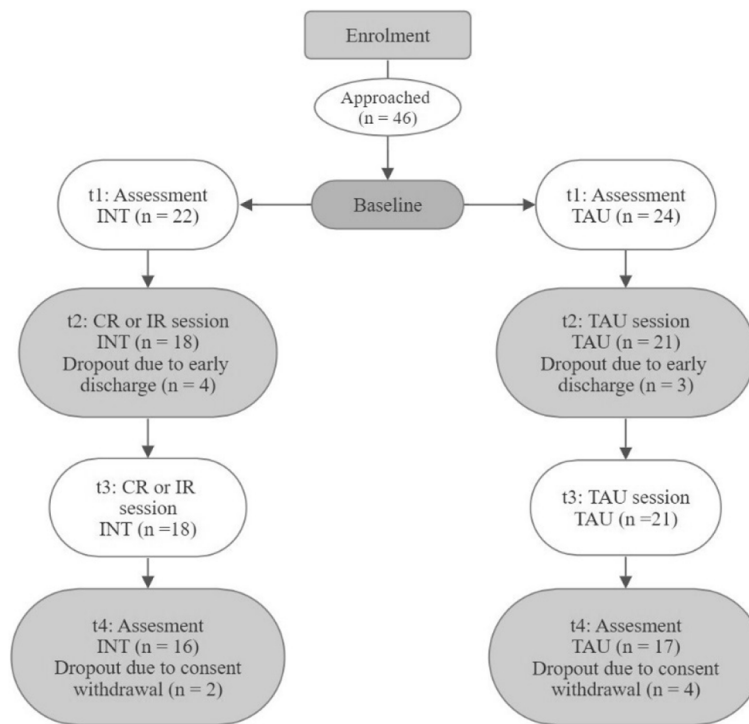 Enrolment
Approached
(n = 46)
Baseline
t1: Assessment
INT (n = 22)
t1: Assessment
TAU (n = 24)
t2: CR or IR session
INT (n = 18)
Dropout due to early
discharge (n = 4)
t2: TAU session
TAU (n = 21)
Dropout due to early
discharge (n = 3)
t3: CR or IR
session
INT (n =18)
t3: TAU session
TAU (n =21)
t4: Assesment
INT (n = 16)
Dropout due to consent
withdrawal (n = 2)
t4: Assesment
TAU (n = 17)
Dropout due to consent
withdrawal (n = 4)